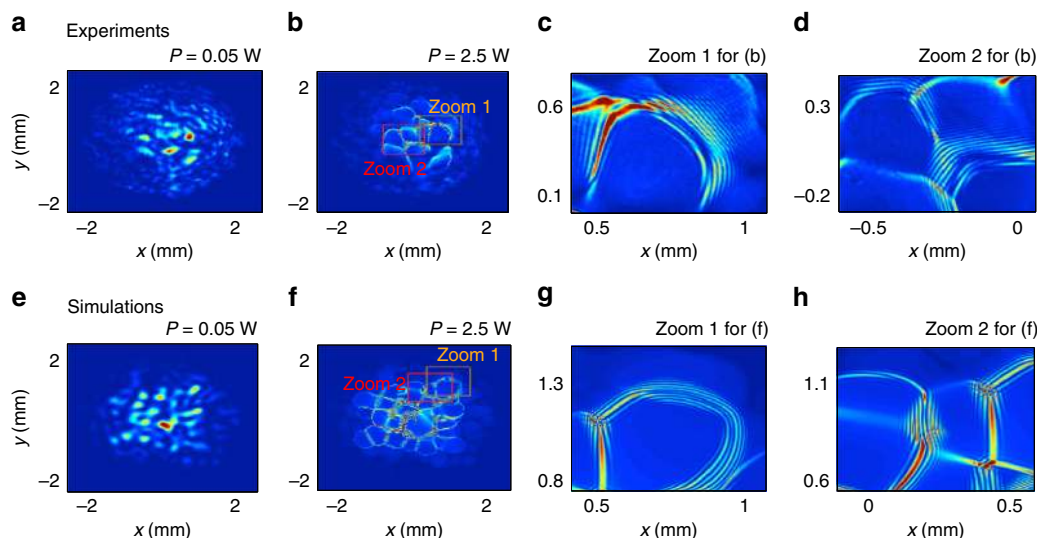 a Experiments
P = 0.05 W
b
P = 2.5 W
c
Zoom 1 for (b)
d
Zoom 2 for (b)
y (mm)
2
−2
−2
2
x (mm)
2
−2
Zoom 1
Zoom 2
−2
2
x (mm)
0.6
0.1
0.5
1
x (mm)
0.3
−0.2
−0.5
0
x (mm)
e Simulations
P = 0.05 W
f
P = 2.5 W
g
Zoom 1 for (f)
h
Zoom 2 for (f)
y (mm)
2
−2
−2
2
x (mm)
2
−2
Zoom 1
Zoom 2
−2
2
x (mm)
1.3
0.8
0.5
1
x (mm)
1.1
0.6
0
0.5
x (mm)